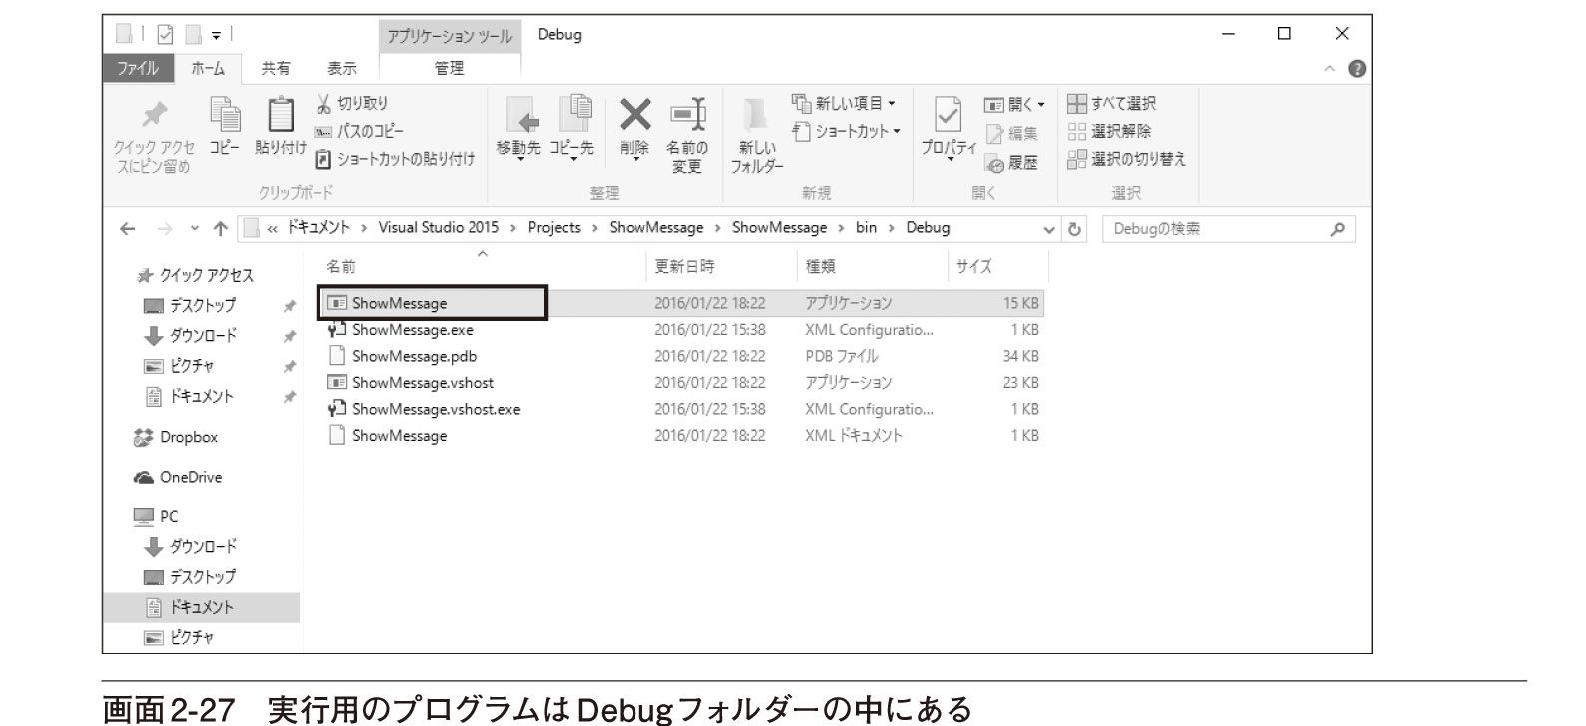 アプリケーション ツール Debug
ファイル ホーム 共有 表示 管理
クイック アクセスにピン留め コピー 貼り付け 切り取り パスのコピー ショートカットの貼り付け
移動先 コピー先 削除 名前の変更 新しいフォルダー 新しい項目 ショートカット
プロパティ 開く 編集 履歴 すべて選択 選択解除 選択の切り替え
クリップボード 整理 新規 開く 選択
« ドキュメント › Visual Studio 2015 › Projects › ShowMessage › ShowMessage › bin › Debug Debugの検索
名前 更新日時 種類 サイズ
ShowMessage 2016/01/22 18:22 アプリケーション 15 KB
ShowMessage.exe 2016/01/22 15:38 XML Configuratio... 1 KB
ShowMessage.pdb 2016/01/22 18:22 PDB ファイル 34 KB
ShowMessage.vshost 2016/01/22 18:22 アプリケーション 23 KB
ShowMessage.vshost.exe 2016/01/22 15:38 XML Configuratio... 1 KB
ShowMessage 2016/01/22 18:22 XML ドキュメント 1 KB
クイック アクセス
デスクトップ
ダウンロード
ピクチャ
ドキュメント
Dropbox
OneDrive
PC
ダウンロード
デスクトップ
ドキュメント
ピクチャ
画面2-27 実行用のプログラムはDebugフォルダーの中にある